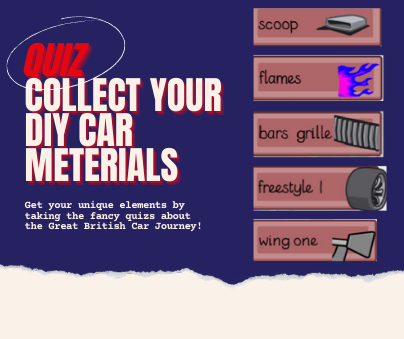 QUIZ
COLLECT YOUR
DIY CAR
METERIALS
Get your unique elements by
taking the fancy quizs about
the Great British Car Journey!
scoop
flames
bars grille
freestyle 1
wing one